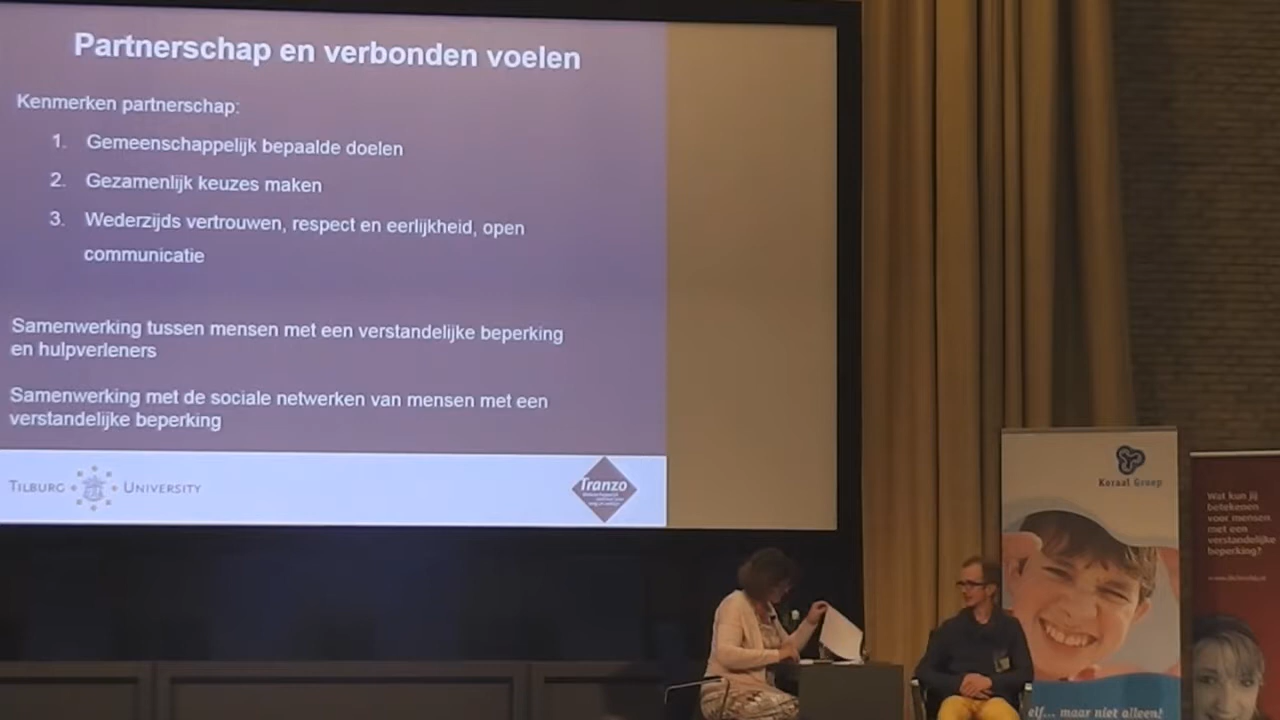 Partnerschap en verbonden voelen
Kenmerken partnerschap:
1. Gemeenschappelijk bepaalde doelen
2. Gezamenlijk keuzes maken
3. Wederzijds vertrouwen, respect en eerlijkheid, open
communicatie
Samenwerking tussen mensen met een verstandelijke beperking
en hulpverleners
Samenwerking met de sociale netwerken van mensen met een
verstandelijke beperking
TILBURG UNIVERSITY
Tranzo
Koraal Groep
elf... maar niet alleen!
Wat kun jij
betekenen
voor mensen
met een
verstandelijke
beperking?